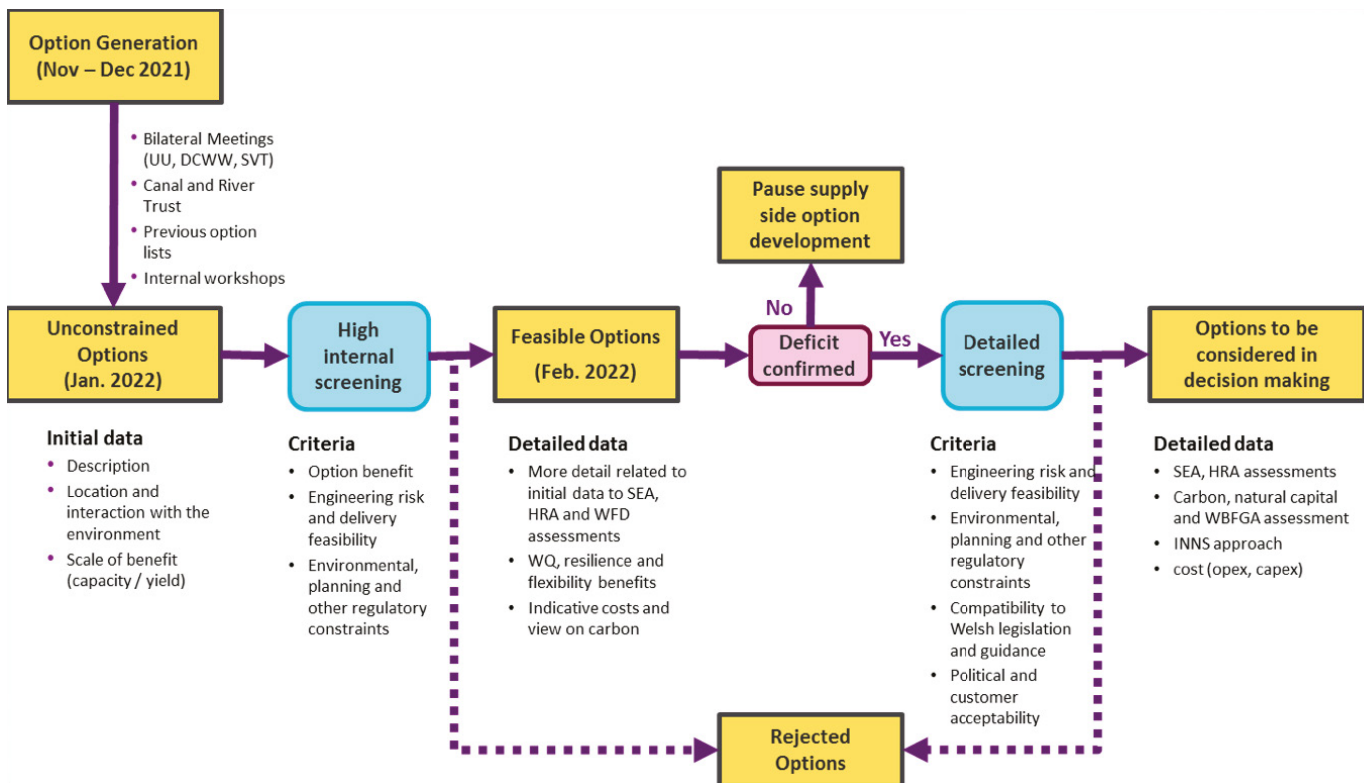 Option Generation
(Nov – Dec 2021)
• Bilateral Meetings
(UU, DCWW, SVT)
• Canal and River
Trust
• Previous option
lists
• Internal workshops
Pause supply
side option
development
No
Unconstrained
Options
(Jan. 2022)
High
internal
screening
Feasible Options
(Feb. 2022)
Deficit
confirmed
Yes
Detailed
screening
Options to be
considered in
decision making
Initial data
• Description
• Location and
interaction with the
environment
• Scale of benefit
(capacity / yield)
Criteria
• Option benefit
• Engineering risk
and delivery
feasibility
• Environmental,
planning and
other regulatory
constraints
Detailed data
• More detail related to
initial data to SEA,
HRA and WFD
assessments
• WQ, resilience and
flexibility benefits
• Indicative costs and
view on carbon
Criteria
• Engineering risk and
delivery feasibility
• Environmental,
planning and other
regulatory
constraints
• Compatibility to
Welsh legislation
and guidance
• Political and
customer
acceptability
Detailed data
• SEA, HRA assessments
• Carbon, natural capital
and WBFGA assessment
• INNS approach
• cost (opex, capex)
Rejected
Options